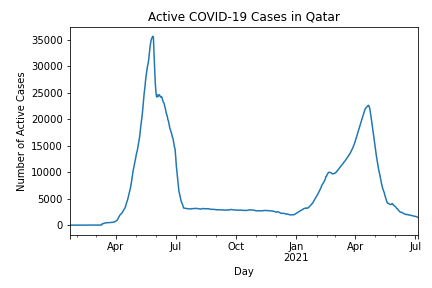 Active COVID-19 Cases in Qatar
Number of Active Cases
35000
30000
25000
20000
15000
10000
5000
0
Apr
Jul
Oct
Jan
2021
Apr
Jul
Day